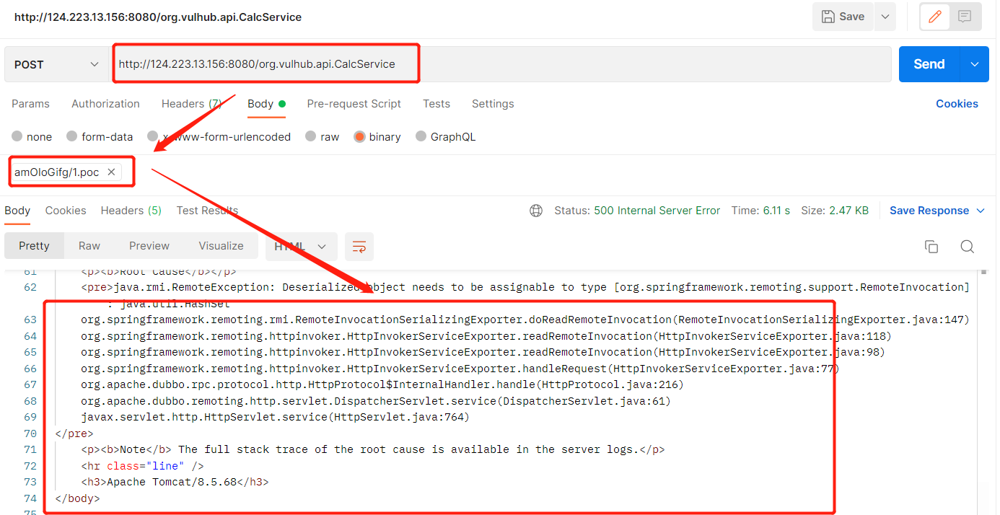 http://124.223.13.156:8080/org.vulhub.api.CalcService
Save
POST
http://124.223.13.156:8080/org.vulhub.api.CalcService
Send
Params Authorization Headers (7) Body Pre-request Script Tests Settings
Cookies
none form-data x-www-form-urlencoded raw binary GraphQL
amOIoGifg/1.poc ×
Body Cookies Headers (5) Test Results
Status: 500 Internal Server Error Time: 6.11 s Size: 2.47 KB Save Response
Pretty Raw Preview Visualize HTML
61 <p><b>Root Cause</b></p>
62 <pre>java.rmi.RemoteException: Deserialized object needs to be assignable to type [org.springframework.remoting.support.RemoteInvocation]
: java.util.HashSet
63 org.springframework.remoting.rmi.RemoteInvocationSerializingExporter.doReadRemoteInvocation(RemoteInvocationSerializingExporter.java:147)
64 org.springframework.remoting.httpinvoker.HttpInvokerServiceExporter.readRemoteInvocation(HttpInvokerServiceExporter.java:118)
65 org.springframework.remoting.httpinvoker.HttpInvokerServiceExporter.readRemoteInvocation(HttpInvokerServiceExporter.java:98)
66 org.springframework.remoting.httpinvoker.HttpInvokerServiceExporter.handleRequest(HttpInvokerServiceExporter.java:77)
67 org.apache.dubbo.rpc.protocol.http.HttpProtocol$InternalHandler.handle(HttpProtocol.java:216)
68 org.apache.dubbo.remoting.http.servlet.DispatcherServlet.service(DispatcherServlet.java:61)
69 javax.servlet.http.HttpServlet.service(HttpServlet.java:764)
70 </pre>
71 <p><b>Note</b> The full stack trace of the root cause is available in the server logs.</p>
72 <hr class="line" />
73 <h3>Apache Tomcat/8.5.68</h3>
74 </body>
75